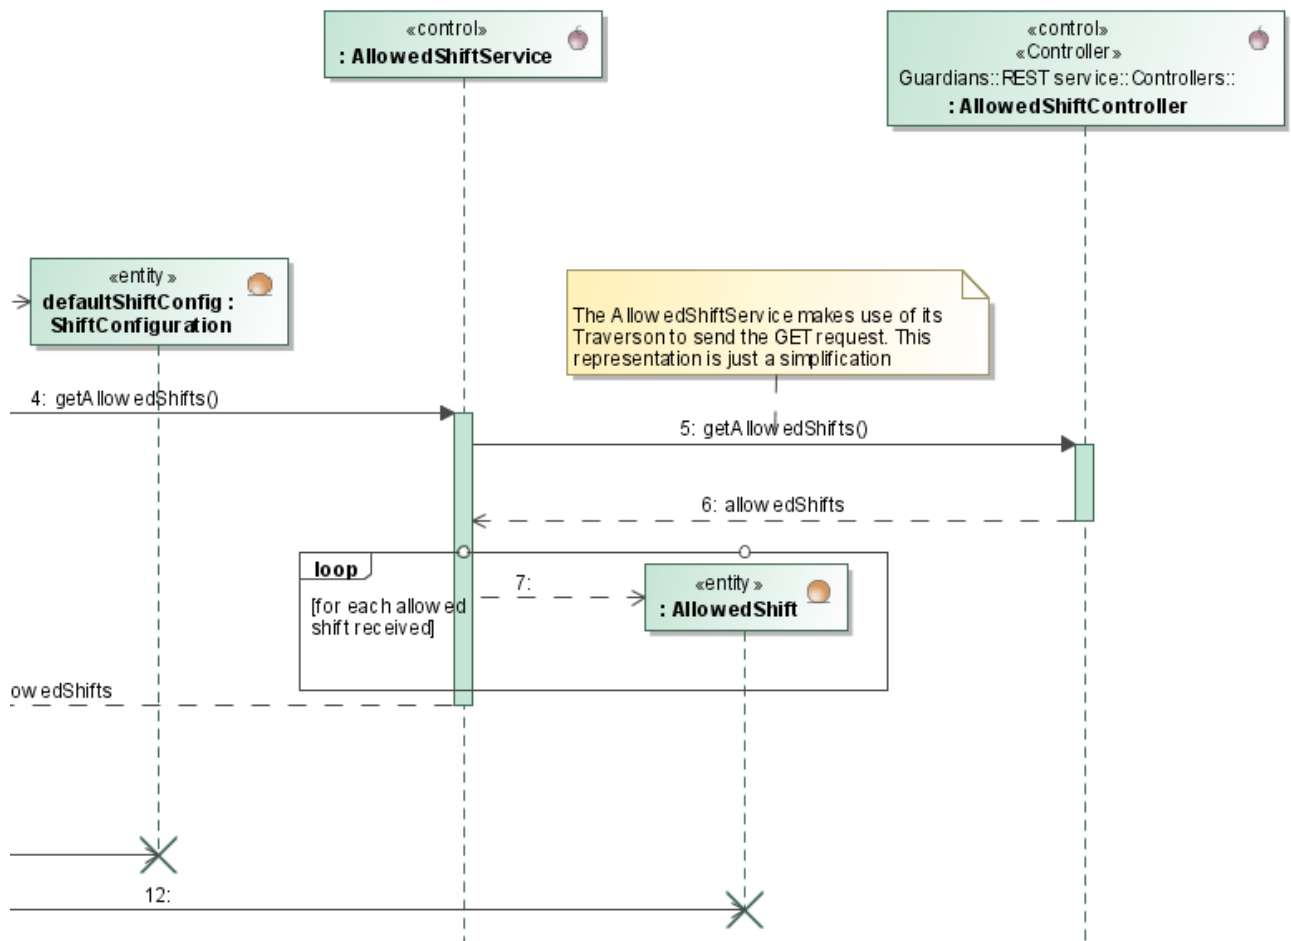 «control»
: AllowedShiftService
«control»
«Controller»
Guardians::REST service::Controllers::
: AllowedShiftController
«entity»
defaultShiftConfig :
ShiftConfiguration
The AllowedShiftService makes use of its
Traverson to send the GET request. This
representation is just a simplification
4: getAllowedShifts()
5: getAllowedShifts()
6: allowedShifts
loop
[for each allowed
shift received]
7:
«entity»
: AllowedShift
owedShifts
12: